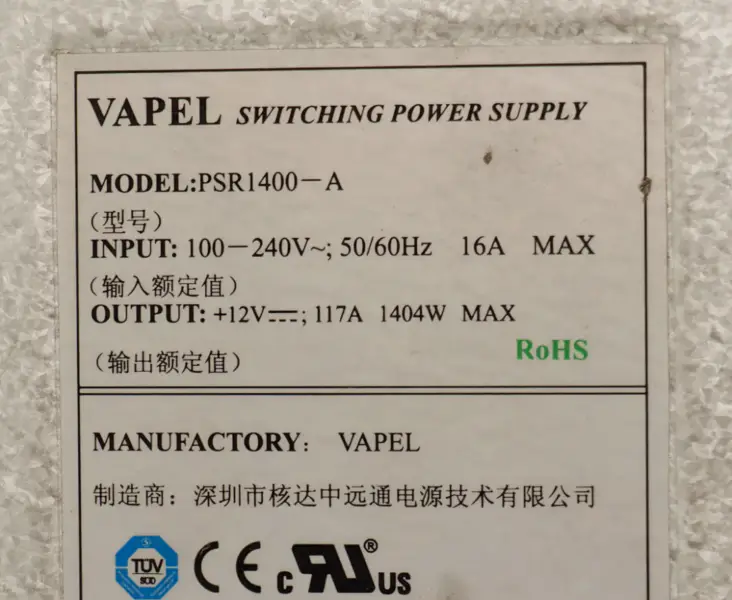 VAPEL SWITCHING POWER SUPPLY
MODEL:PSR1400-A
（型号）
INPUT: 100-240V~; 50/60Hz 16A MAX
（输入额定值）
OUTPUT: +12V⎓; 117A 1404W MAX
RoHS
（输出额定值）
MANUFACTORY： VAPEL
制造商：深圳市核达中远通电源技术有限公司
TÜV SÜD CE c RU® US